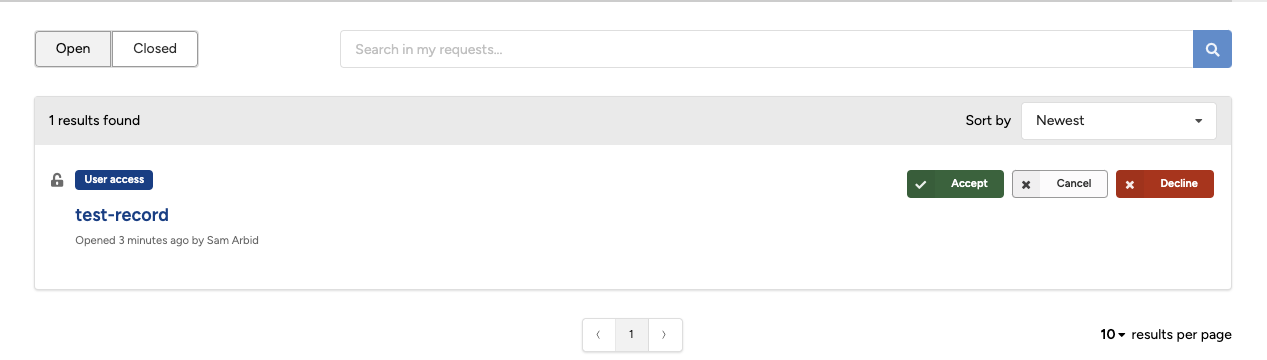 Open Closed Search in my requests...
1 results found Sort by Newest
User access Accept Cancel Decline
test-record
Opened 3 minutes ago by Sam Arbid
‹ 1 › 10 results per page